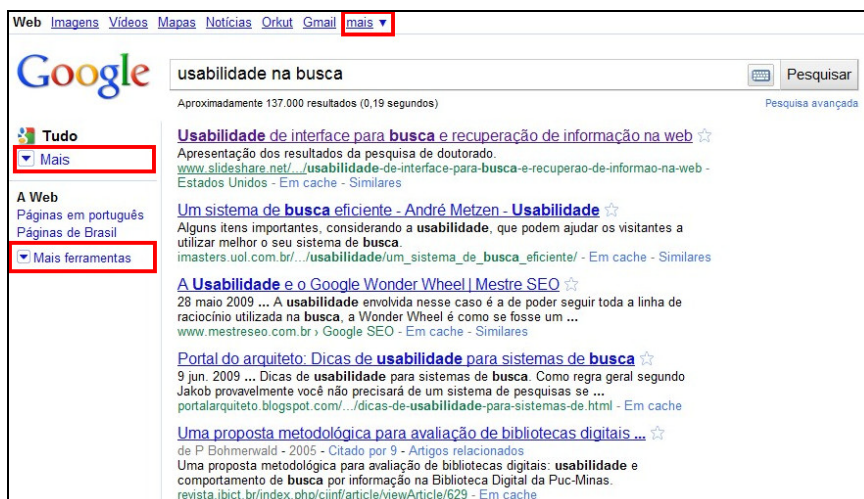 Web Imagens Vídeos Mapas Notícias Orkut Gmail mais ▼
Google
usabilidade na busca
Pesquisar
Aproximadamente 137.000 resultados (0,19 segundos)
Pesquisa avançada
Tudo
Mais
A Web
Páginas em português
Páginas de Brasil
Mais ferramentas
Usabilidade de interface para busca e recuperação de informação na web
Apresentação dos resultados da pesquisa de doutorado.
www.slideshare.net/.../usabilidade-de-interface-para-busca-e-recuperao-de-informao-na-web -
Estados Unidos - Em cache - Similares
Um sistema de busca eficiente - André Metzen - Usabilidade
Alguns itens importantes, considerando a usabilidade, que podem ajudar os visitantes a
utilizar melhor o seu sistema de busca.
imasters.uol.com.br/.../usabilidade/um_sistema_de_busca_eficiente/ - Em cache - Similares
A Usabilidade e o Google Wonder Wheel | Mestre SEO
28 maio 2009 ... A usabilidade envolvida nesse caso é a de poder seguir toda a linha de
raciocínio utilizada na busca, a Wonder Wheel é como se fosse um ...
www.mestreseo.com.br › Google SEO - Em cache - Similares
Portal do arquiteto: Dicas de usabilidade para sistemas de busca
9 jun. 2009 ... Dicas de usabilidade para sistemas de busca. Como regra geral segundo
Jakob provavelmente você não precisará de um sistema de pesquisas se ...
portalarquiteto.blogspot.com/.../dicas-de-usabilidade-para-sistemas-de.html - Em cache
Uma proposta metodológica para avaliação de bibliotecas digitais ...
de P Bohmerwald - 2005 - Citado por 9 - Artigos relacionados
Uma proposta metodológica para avaliação de bibliotecas digitais: usabilidade e
comportamento de busca por informação na Biblioteca Digital da Puc-Minas.
revista.ibict.br/index.php/ciinf/article/viewArticle/629 - Em cache